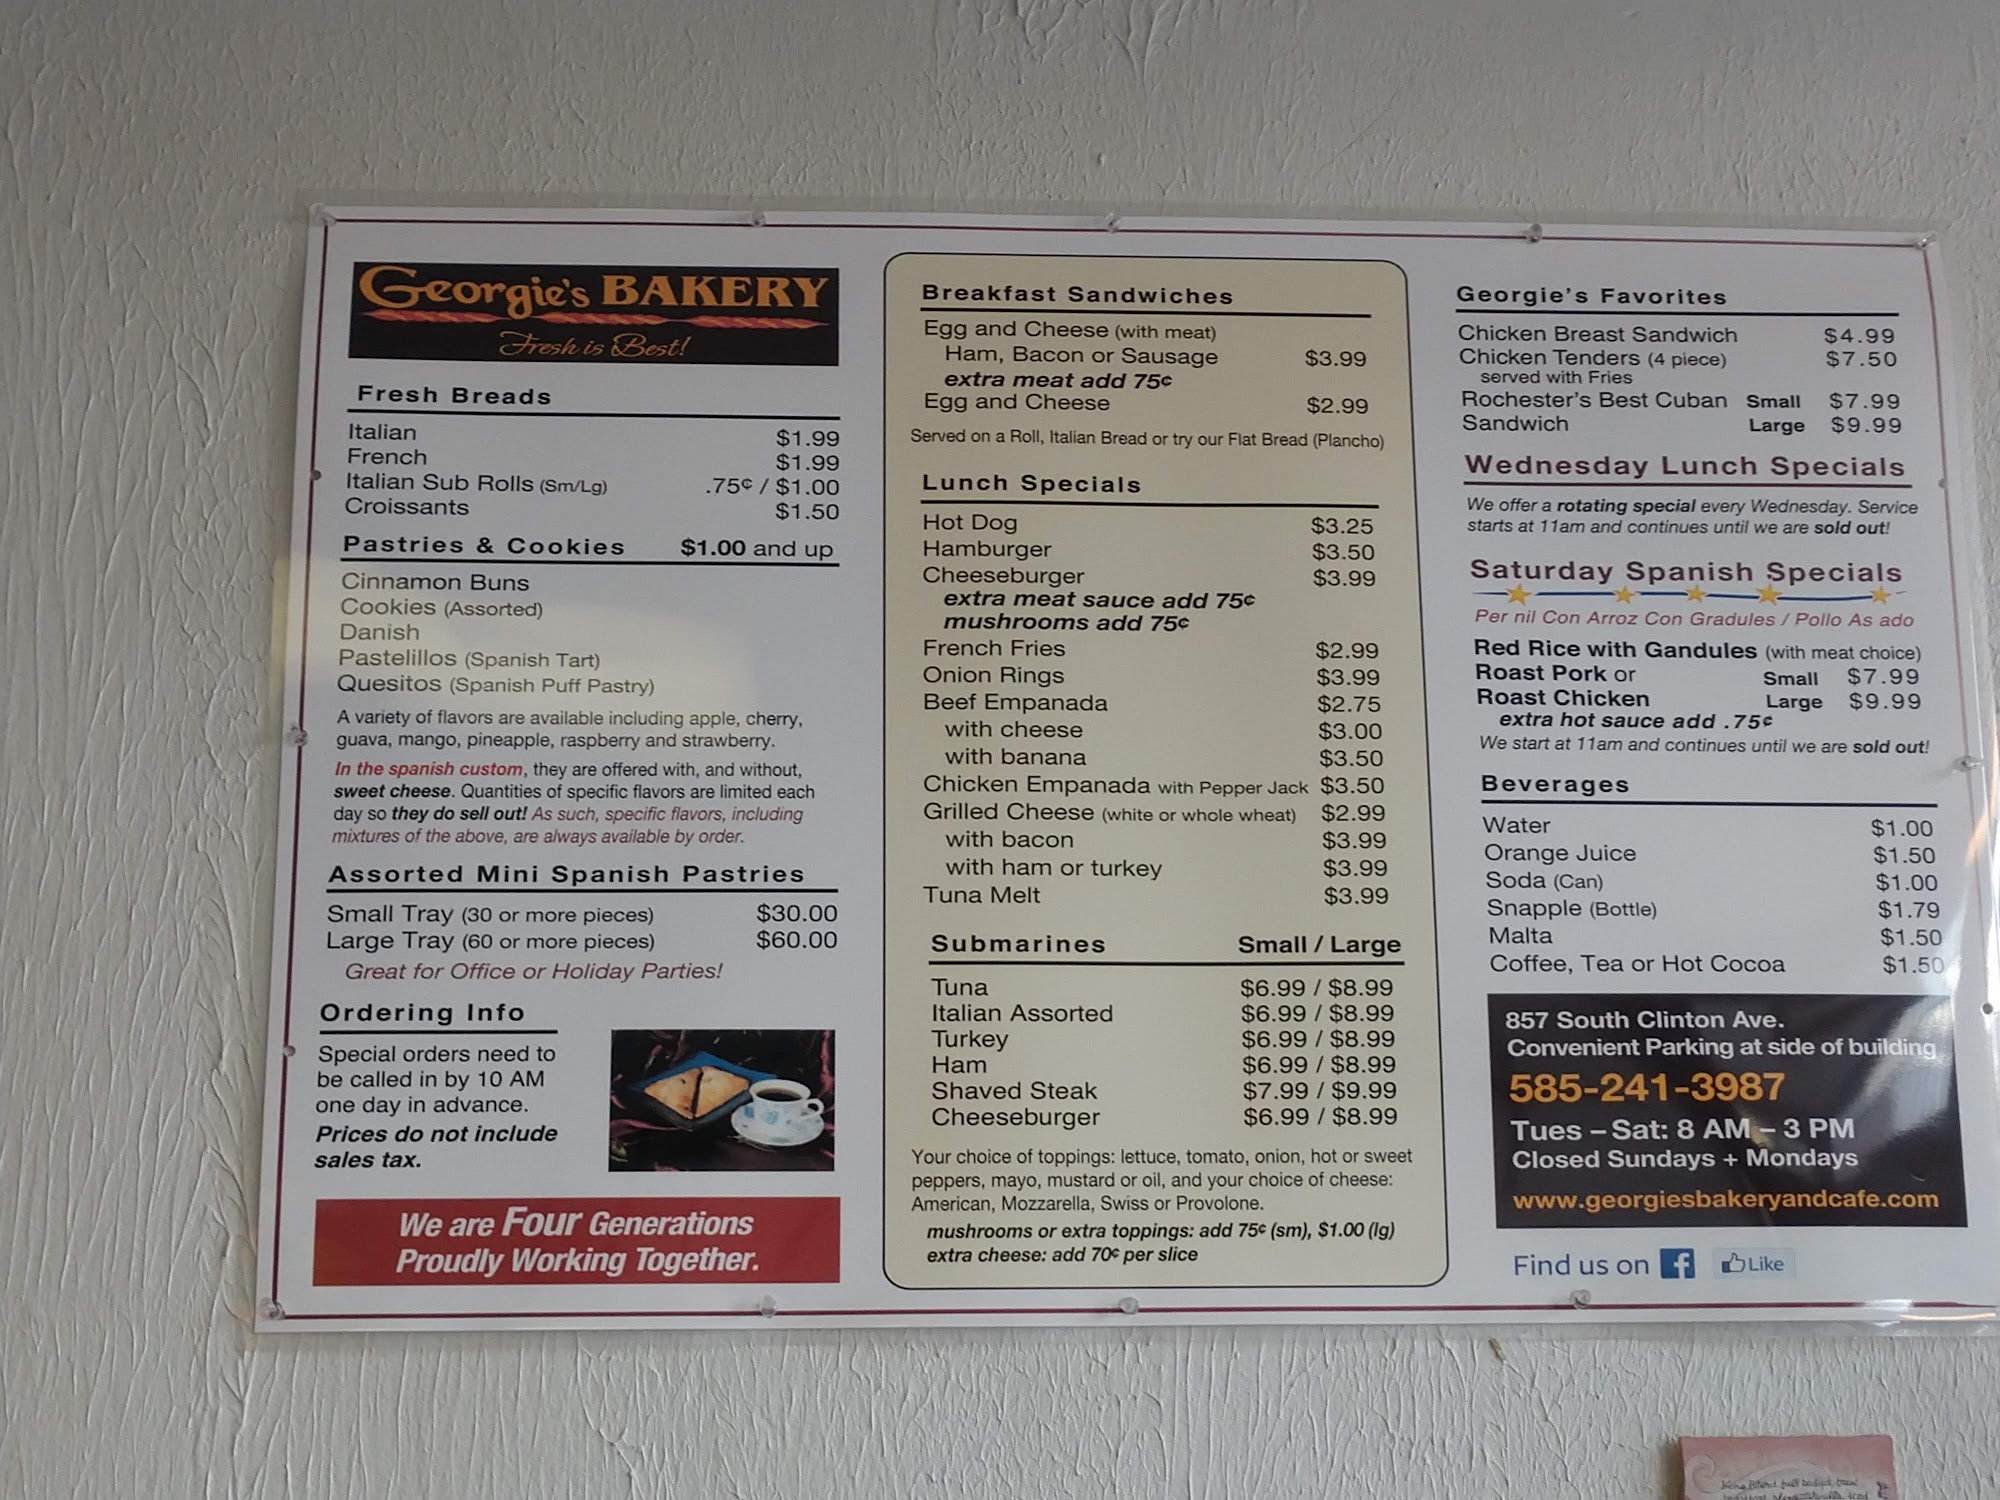 Georgie's BAKERY
Fresh is Best!
Fresh Breads
Italian $1.99
French $1.99
Italian Sub Rolls (Sm/Lg) .75¢ / $1.00
Croissants $1.50
Pastries & Cookies $1.00 and up
Cinnamon Buns
Cookies (Assorted)
Danish
Pastelillos (Spanish Tart)
Quesitos (Spanish Puff Pastry)
A variety of flavors are available including apple, cherry,
guava, mango, pineapple, raspberry and strawberry.
In the spanish custom, they are offered with, and without,
sweet cheese. Quantities of specific flavors are limited each
day so they do sell out! As such, specific flavors, including
mixtures of the above, are always available by order.
Assorted Mini Spanish Pastries
Small Tray (30 or more pieces) $30.00
Large Tray (60 or more pieces) $60.00
Great for Office or Holiday Parties!
Ordering Info
Special orders need to
be called in by 10 AM
one day in advance.
Prices do not include
sales tax.
We are Four Generations
Proudly Working Together.
Breakfast Sandwiches
Egg and Cheese (with meat)
Ham, Bacon or Sausage $3.99
extra meat add 75¢
Egg and Cheese $2.99
Served on a Roll, Italian Bread or try our Flat Bread (Plancho)
Lunch Specials
Hot Dog $3.25
Hamburger $3.50
Cheeseburger $3.99
extra meat sauce add 75¢
mushrooms add 75¢
French Fries $2.99
Onion Rings $3.99
Beef Empanada $2.75
with cheese $3.00
with banana $3.50
Chicken Empanada with Pepper Jack $3.50
Grilled Cheese (white or whole wheat) $2.99
with bacon $3.99
with ham or turkey $3.99
Tuna Melt $3.99
Submarines Small / Large
Tuna $6.99 / $8.99
Italian Assorted $6.99 / $8.99
Turkey $6.99 / $8.99
Ham $6.99 / $8.99
Shaved Steak $7.99 / $9.99
Cheeseburger $6.99 / $8.99
Your choice of toppings: lettuce, tomato, onion, hot or sweet
peppers, mayo, mustard or oil, and your choice of cheese:
American, Mozzarella, Swiss or Provolone.
mushrooms or extra toppings: add 75¢ (sm), $1.00 (lg)
extra cheese: add 70¢ per slice
Georgie's Favorites
Chicken Breast Sandwich $4.99
Chicken Tenders (4 piece) $7.50
served with Fries
Rochester's Best Cuban Small $7.99
Sandwich Large $9.99
Wednesday Lunch Specials
We offer a rotating special every Wednesday. Service
starts at 11am and continues until we are sold out!
Saturday Spanish Specials
Per nil Con Arroz Con Gradules / Pollo As ado
Red Rice with Gandules (with meat choice)
Roast Pork or Small $7.99
Roast Chicken Large $9.99
extra hot sauce add .75¢
We start at 11am and continues until we are sold out!
Beverages
Water $1.00
Orange Juice $1.50
Soda (Can) $1.00
Snapple (Bottle) $1.79
Malta $1.50
Coffee, Tea or Hot Cocoa $1.50
857 South Clinton Ave.
Convenient Parking at side of building
585-241-3987
Tues – Sat: 8 AM – 3 PM
Closed Sundays + Mondays
www.georgiesbakeryandcafe.com
Find us on f Like